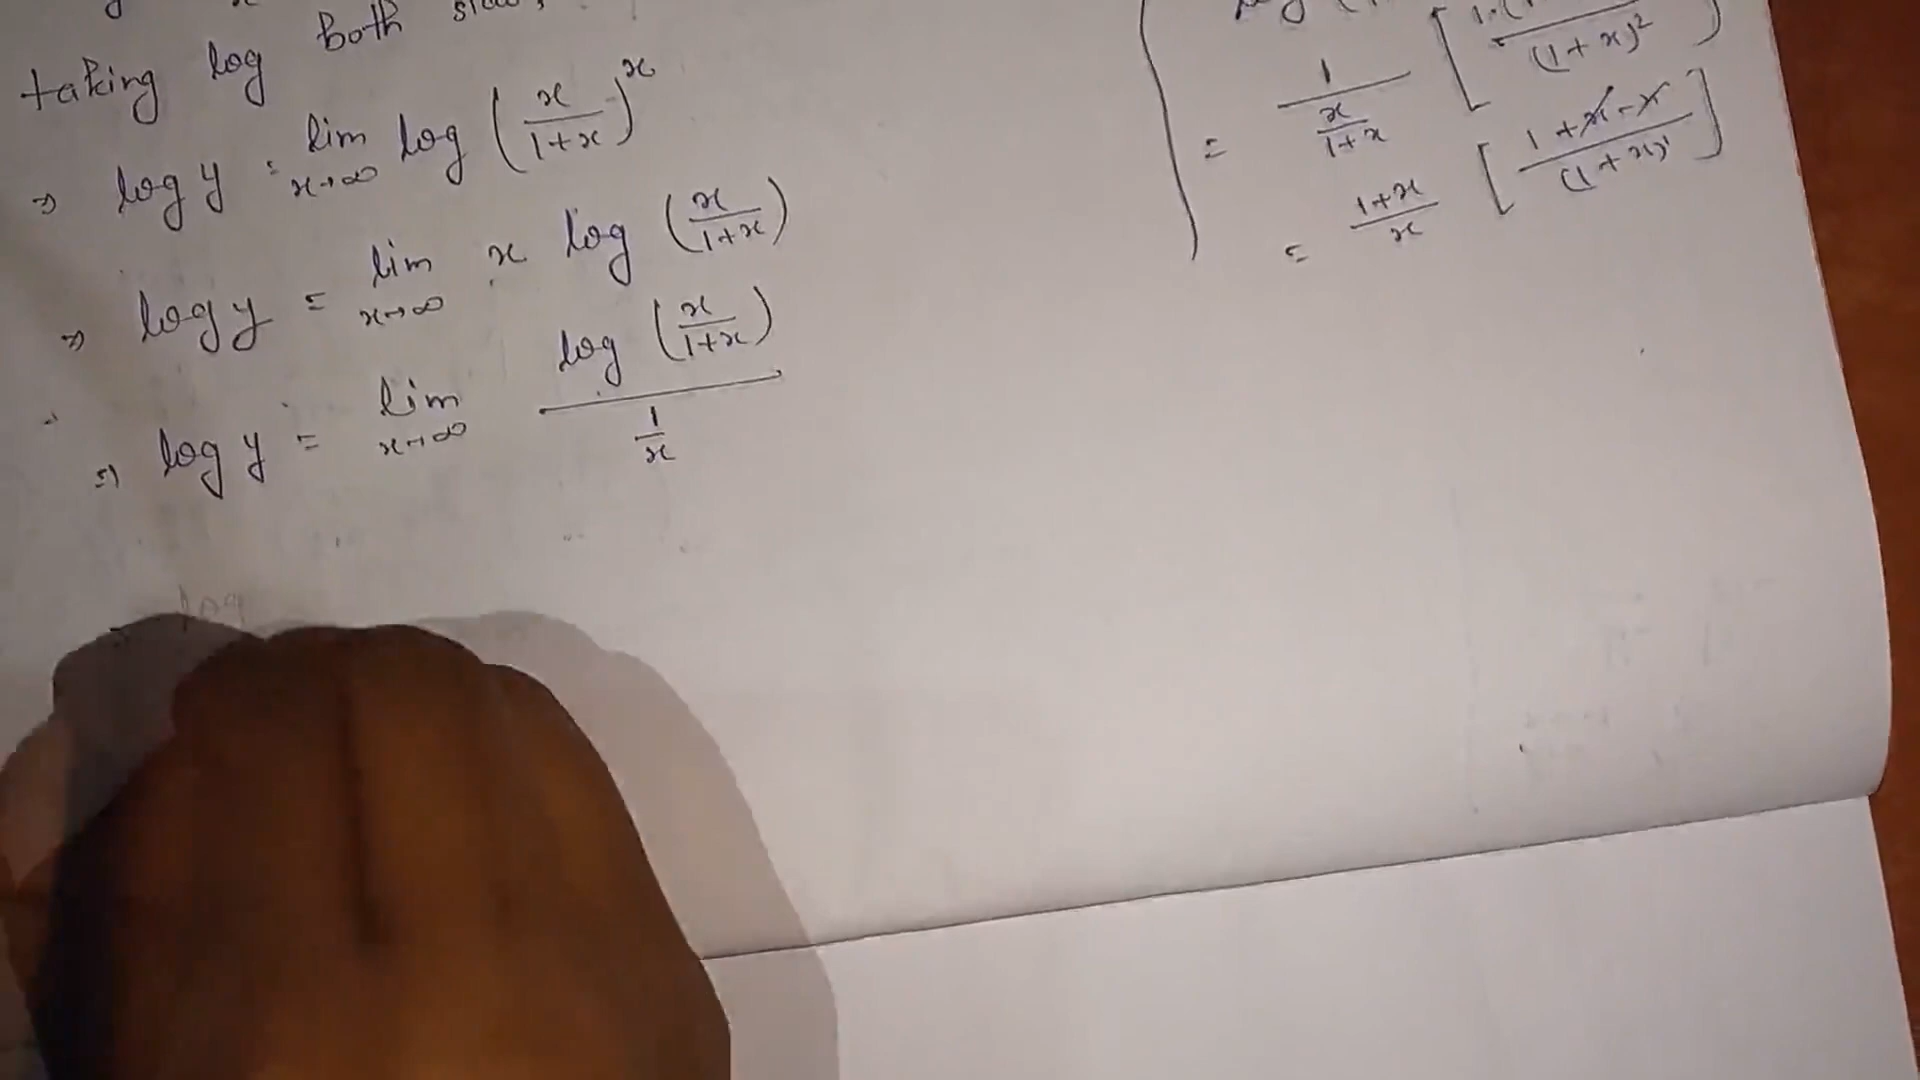 taking log both
⇒ log y = lim x→∞ log (x/(1+x))^x
⇒ log y = lim x→∞ x log (x/(1+x))
⇒ log y = lim x→∞ log (x/(1+x)) / (1/x)
log
= 1/(x/(1+x)) [ /(1+x)²]
= (1+x)/x [(1+x-x)/(1+x)²]